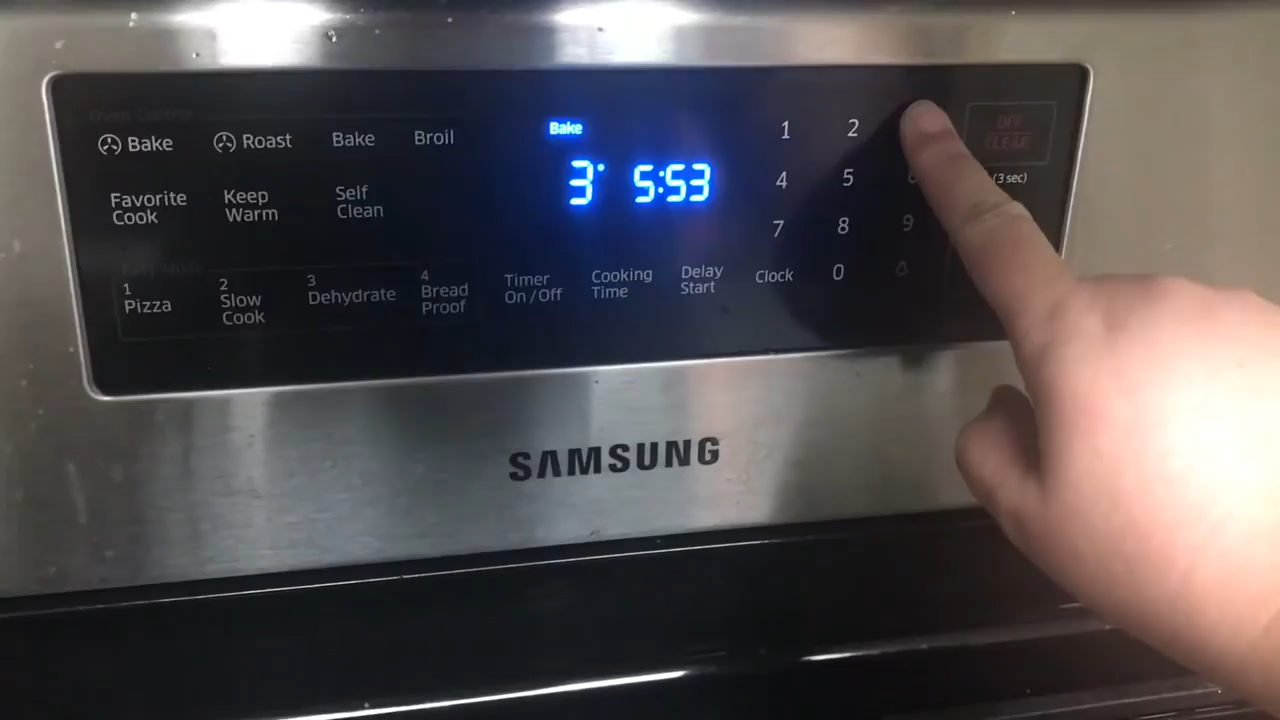 Oven Control
Bake
Roast
Bake
Broil
Favorite
Cook
Keep
Warm
Self
Clean
1
Pizza
2
Slow
Cook
3
Dehydrate
4
Bread
Proof
Bake
3° 5:53
Timer
On/Off
Cooking
Time
Delay
Start
Clock
1 2
4 5 6
7 8 9
0
OFF
CLEAR
(3 sec)
SAMSUNG